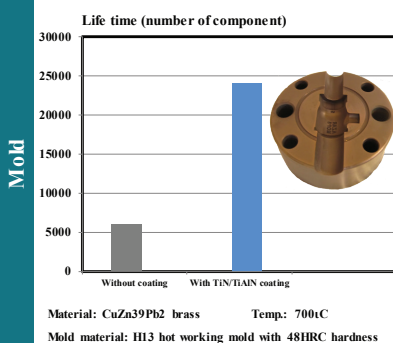 Life time (number of component)
30000
25000
20000
15000
10000
5000
0
Mold
Without coating
With TiN/TiAlN coating
Material: CuZn39Pb2 brass Temp.: 700ιC
Mold material: H13 hot working mold with 48HRC hardness